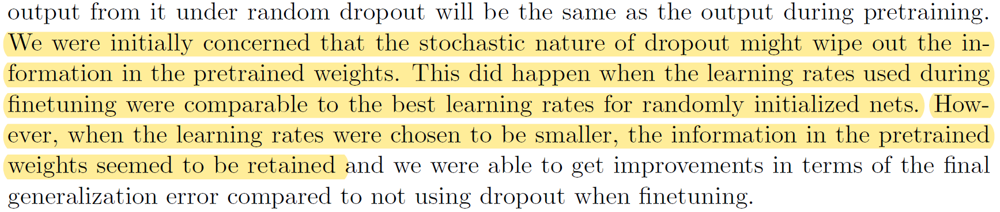 output from it under random dropout will be the same as the output during pretraining.
We were initially concerned that the stochastic nature of dropout might wipe out the in-
formation in the pretrained weights. This did happen when the learning rates used during
finetuning were comparable to the best learning rates for randomly initialized nets. How-
ever, when the learning rates were chosen to be smaller, the information in the pretrained
weights seemed to be retained and we were able to get improvements in terms of the final
generalization error compared to not using dropout when finetuning.